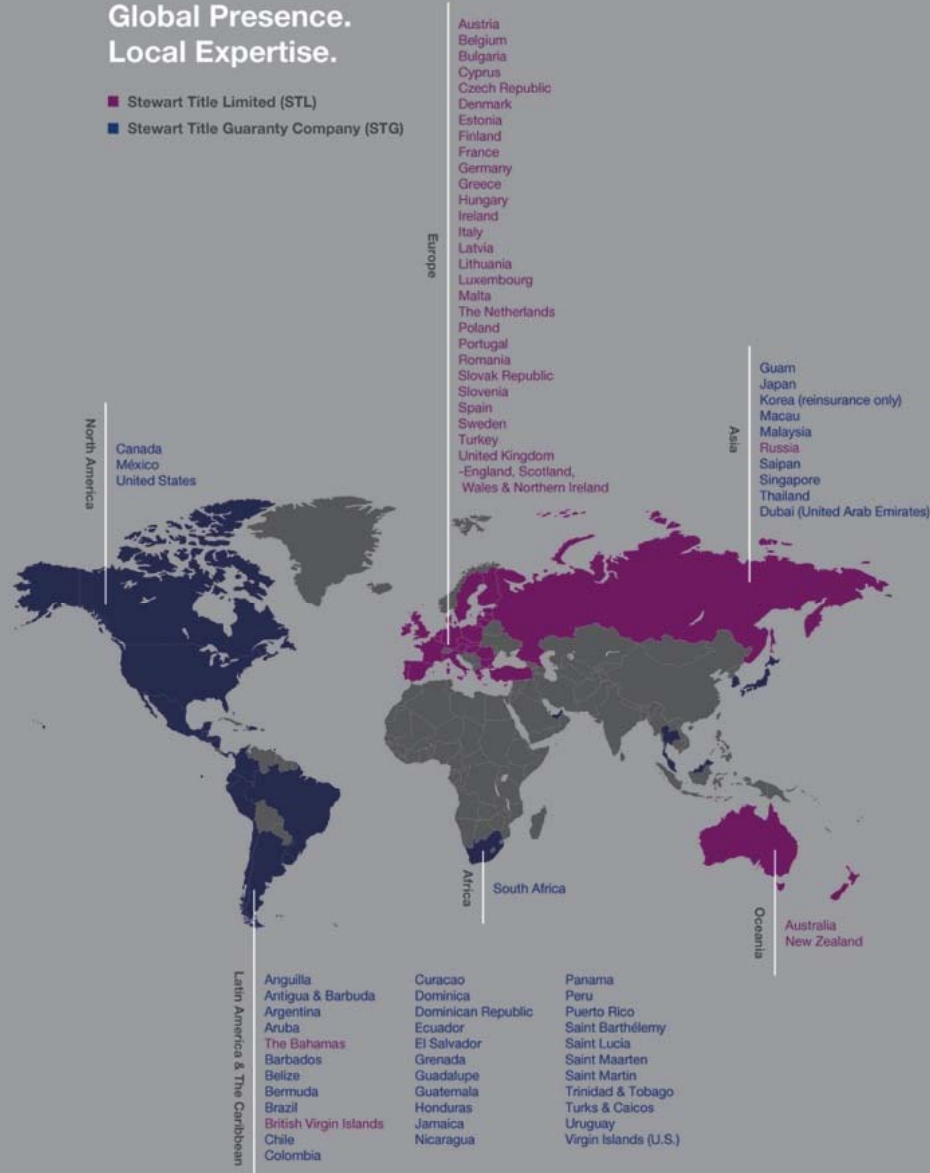 Global Presence.
Local Expertise.
Stewart Title Limited (STL)
Stewart Title Guaranty Company (STG)
Europe
Austria
Belgium
Bulgaria
Cyprus
Czech Republic
Denmark
Estonia
Finland
France
Germany
Greece
Hungary
Ireland
Italy
Latvia
Lithuania
Luxembourg
Malta
The Netherlands
Poland
Portugal
Romania
Slovak Republic
Slovenia
Spain
Sweden
Turkey
United Kingdom
-England, Scotland,
Wales & Northern Ireland
Asia
Guam
Japan
Korea (reinsurance only)
Macau
Malaysia
Russia
Saipan
Singapore
Thailand
Dubai (United Arab Emirates)
North America
Canada
México
United States
Africa
South Africa
Oceania
Australia
New Zealand
Latin America & The Caribbean
Anguilla
Antigua & Barbuda
Argentina
Aruba
The Bahamas
Barbados
Belize
Bermuda
Brazil
British Virgin Islands
Chile
Colombia
Curacao
Dominica
Dominican Republic
Ecuador
El Salvador
Grenada
Guadalupe
Guatemala
Honduras
Jamaica
Nicaragua
Panama
Peru
Puerto Rico
Saint Barthélemy
Saint Lucia
Saint Maarten
Saint Martin
Trinidad & Tobago
Turks & Caicos
Uruguay
Virgin Islands (U.S.)